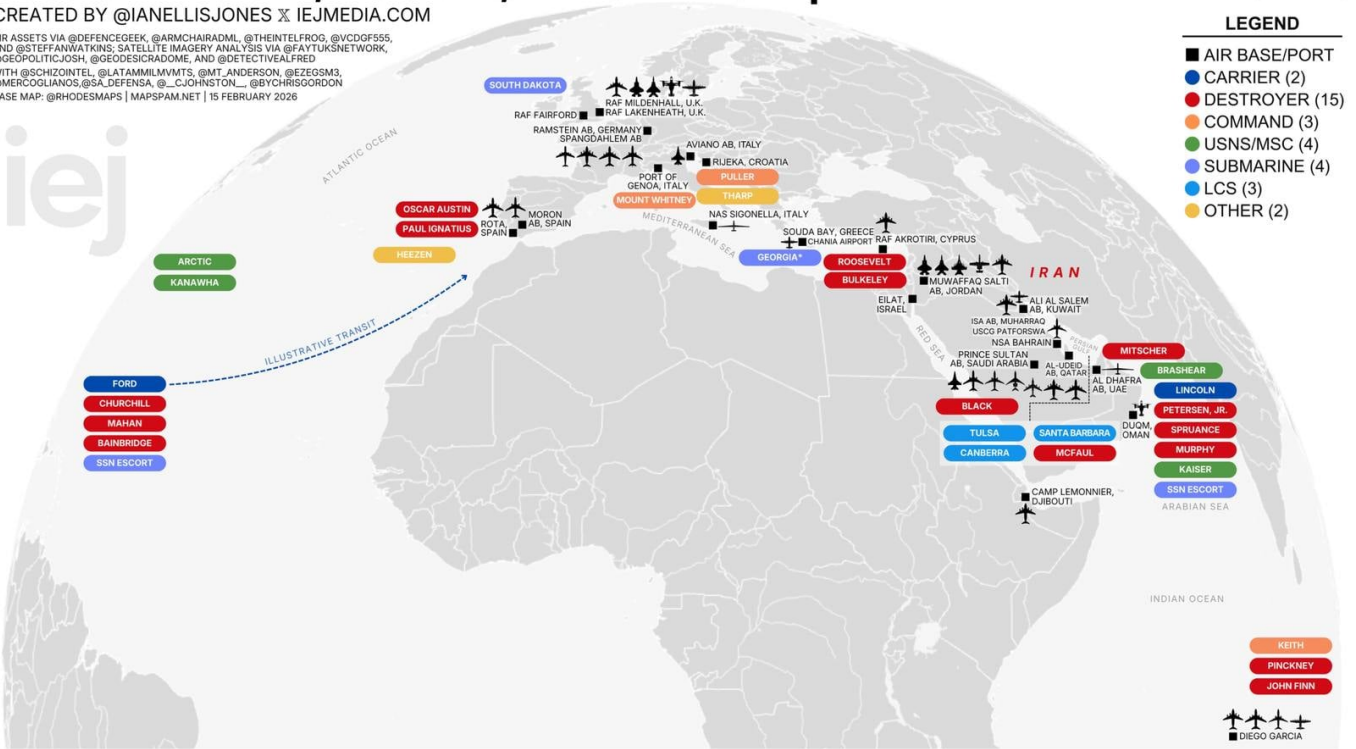 CREATED BY @IANELLISJONES X IEJMEDIA.COM
IR ASSETS VIA @DEFENCEGEEK, @ARMCHAIRADML, @THEINTELFROG, @VCDGF555,
ND @STEFFANWATKINS; SATELLITE IMAGERY ANALYSIS VIA @FAYTUKSNETWORK,
@GEOPOLITICJOSH, @GEODESICRADOME, AND @DETECTIVEALFRED
ITH @SCHIZOINTEL, @LATAMMILMVMTS, @MT_ANDERSON, @EZEGSM3,
@MERCOGLIANOS,@SA_DEFENSA, @__CJOHNSTON__, @BYCHRISGORDON
ASE MAP: @RHODESMAPS | MAPSPAM.NET | 15 FEBRUARY 2026
iej
LEGEND
AIR BASE/PORT
CARRIER (2)
DESTROYER (15)
COMMAND (3)
USNS/MSC (4)
SUBMARINE (4)
LCS (3)
OTHER (2)
ATLANTIC OCEAN
SOUTH DAKOTA
RAF MILDENHALL, U.K.
RAF LAKENHEATH, U.K.
RAF FAIRFORD
RAMSTEIN AB, GERMANY
SPANGDAHLEM AB
AVIANO AB, ITALY
RIJEKA, CROATIA
PORT OF
GENOA, ITALY
PULLER
THARP
MOUNT WHITNEY
MEDITERRANEAN SEA
NAS SIGONELLA, ITALY
OSCAR AUSTIN
PAUL IGNATIUS
ROTA,
SPAIN
MORON
AB, SPAIN
HEEZEN
SOUDA BAY, GREECE
CHANIA AIRPORT
RAF AKROTIRI, CYPRUS
GEORGIA*
ROOSEVELT
BULKELEY
IRAN
MUWAFFAQ SALTI
AB, JORDAN
EILAT,
ISRAEL
ALI AL SALEM
AB, KUWAIT
ISA AB, MUHARRAQ
USCG PATFORSWA
NSA BAHRAIN
PERSIAN
GULF
RED SEA
PRINCE SULTAN
AB, SAUDI ARABIA
AL-UDEID
AB, QATAR
AL DHAFRA
AB, UAE
ARCTIC
KANAWHA
ILLUSTRATIVE TRANSIT
FORD
CHURCHILL
MAHAN
BAINBRIDGE
SSN ESCORT
MITSCHER
BRASHEAR
LINCOLN
PETERSEN, JR.
SPRUANCE
MURPHY
KAISER
SSN ESCORT
ARABIAN SEA
DUQM,
OMAN
BLACK
TULSA
CANBERRA
SANTA BARBARA
MCFAUL
CAMP LEMONNIER,
DJIBOUTI
INDIAN OCEAN
KEITH
PINCKNEY
JOHN FINN
DIEGO GARCIA